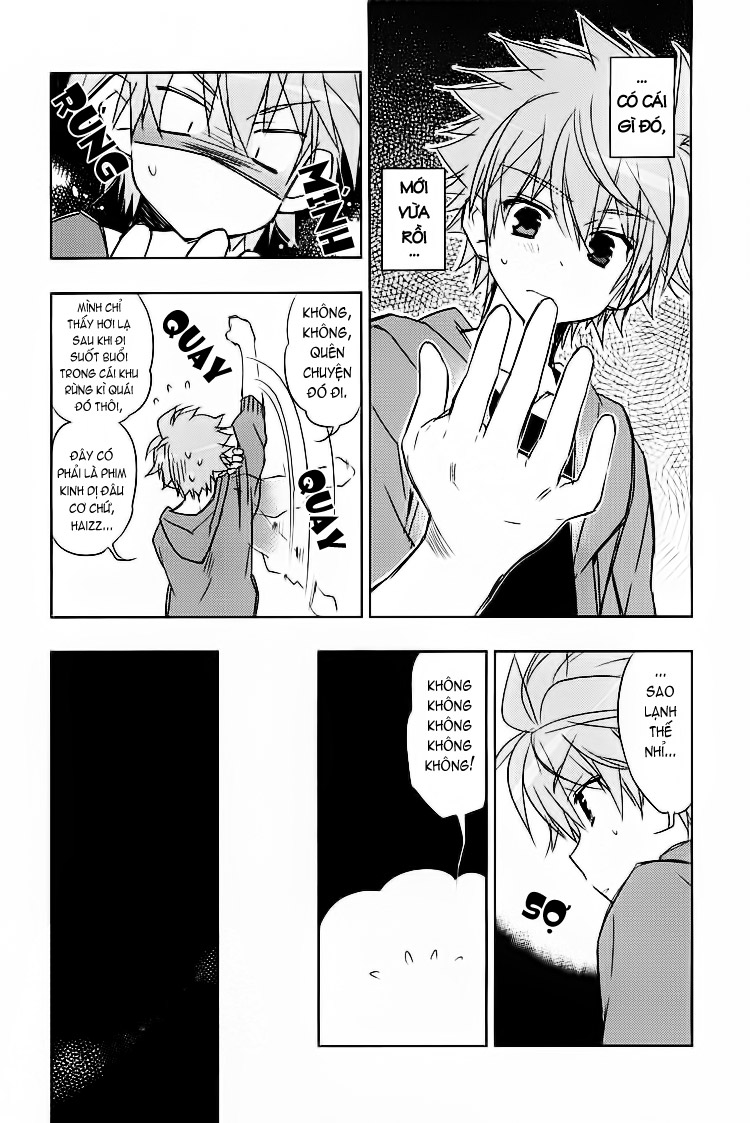 ...
CÓ CÁI
GÌ ĐÓ,
MỚI
VỪA
RỒI
...
RÙNG
MÌNH
KHÔNG,
KHÔNG,
QUÊN
CHUYỆN
ĐÓ ĐI.
QUAY
QUAY
MÌNH CHỈ
THẤY HƠI LẠ
SAU KHI ĐI
SUỐT BUỔI
TRONG CÁI KHU
RỪNG KÌ QUÁI
ĐÓ THÔI,
ĐÂY CÓ
PHẢI LÀ PHIM
KINH DỊ ĐÂU
CƠ CHỨ,
HAIZZ...
...
SAO
LẠNH
THẾ
NHỈ...
SỢ
KHÔNG
KHÔNG
KHÔNG
KHÔNG
KHÔNG!